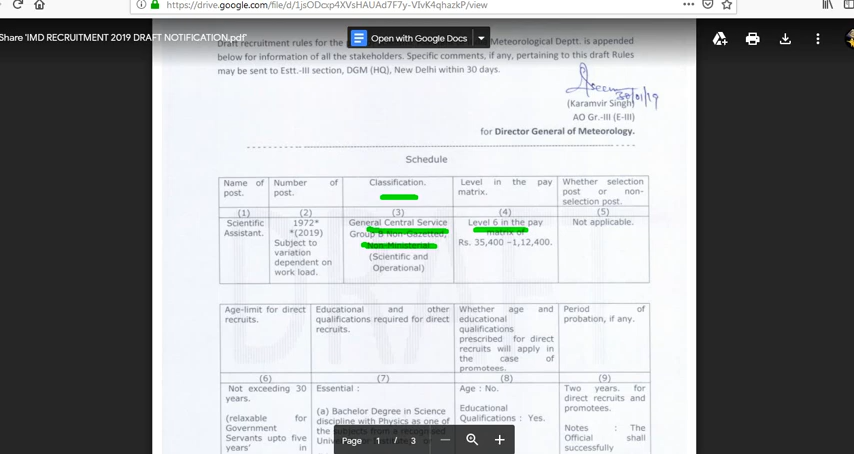 https://drive.google.com/file/d/1jsODcxp4XVsHAUAd7F7y-VIvK4qhazkP/view
Share 'IMD RECRUITMENT 2019 DRAFT NOTIFICATION.pdf'
Open with Google Docs
Draft recruitment rules for the Meteorological Deptt. is appended
below for information of all the stakeholders. Specific comments, if any, pertaining to this draft Rules
may be sent to Estt.-III section, DGM (HQ), New Delhi within 30 days.
(Karamvir Singh)
AO Gr.-III (E-III)
for Director General of Meteorology.
Schedule
Name of post.
Number of post.
Classification.
Level in the pay matrix.
Whether selection post or non-selection post.
(1) (2) (3) (4) (5)
Scientific
Assistant.
1972*
*(2019)
Subject to
variation
dependent on
work load.
General Central Service
Group B Non-Gazetted,
Non-Ministerial
(Scientific and
Operational)
Level 6 in the pay
matrix of
Rs. 35,400 –1,12,400.
Not applicable.
Age-limit for direct
recruits.
Educational and other
qualifications required for direct
recruits.
Whether age and
educational
qualifications
prescribed for direct
recruits will apply in
the case of
promotees.
Period of
probation, if any.
(6) (7) (8) (9)
Not exceeding 30
years.
(relaxable for
Government
Servants upto five
years' in
Essential :
(a) Bachelor Degree in Science
discipline with Physics as one of
the
Age : No.
Educational
Qualifications : Yes.
Two years. for
direct recruits and
promotees.
Notes : The
Official shall
successfully
Page 1 / 3